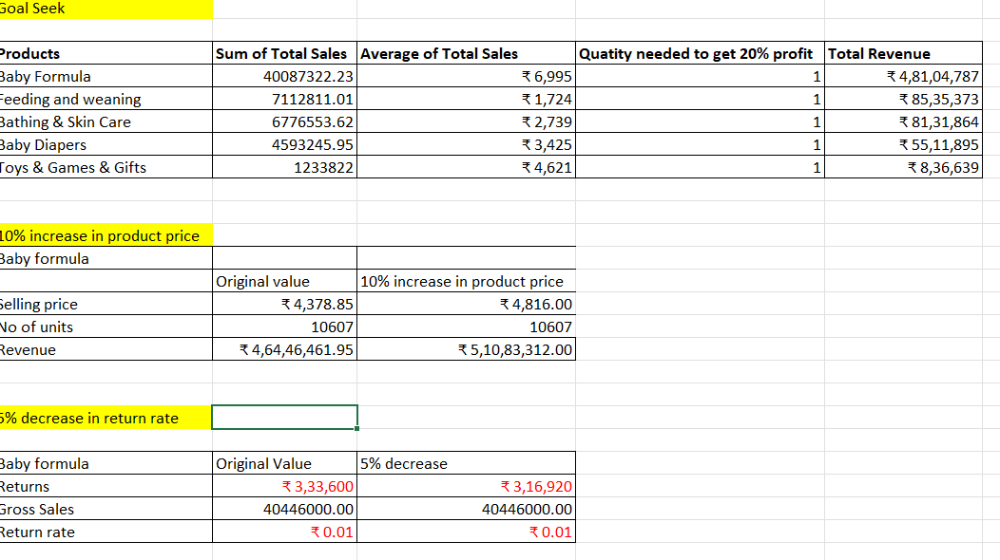 Goal Seek
Products Sum of Total Sales Average of Total Sales Quatity needed to get 20% profit Total Revenue
Baby Formula 40087322.23 ₹ 6,995 1 ₹ 4,81,04,787
Feeding and weaning 7112811.01 ₹ 1,724 1 ₹ 85,35,373
Bathing & Skin Care 6776553.62 ₹ 2,739 1 ₹ 81,31,864
Baby Diapers 4593245.95 ₹ 3,425 1 ₹ 55,11,895
Toys & Games & Gifts 1233822 ₹ 4,621 1 ₹ 8,36,639
10% increase in product price
Baby formula
Original value 10% increase in product price
Selling price ₹ 4,378.85 ₹ 4,816.00
No of units 10607 10607
Revenue ₹ 4,64,46,461.95 ₹ 5,10,83,312.00
5% decrease in return rate
Baby formula Original Value 5% decrease
Returns ₹ 3,33,600 ₹ 3,16,920
Gross Sales 40446000.00 40446000.00
Return rate ₹ 0.01 ₹ 0.01